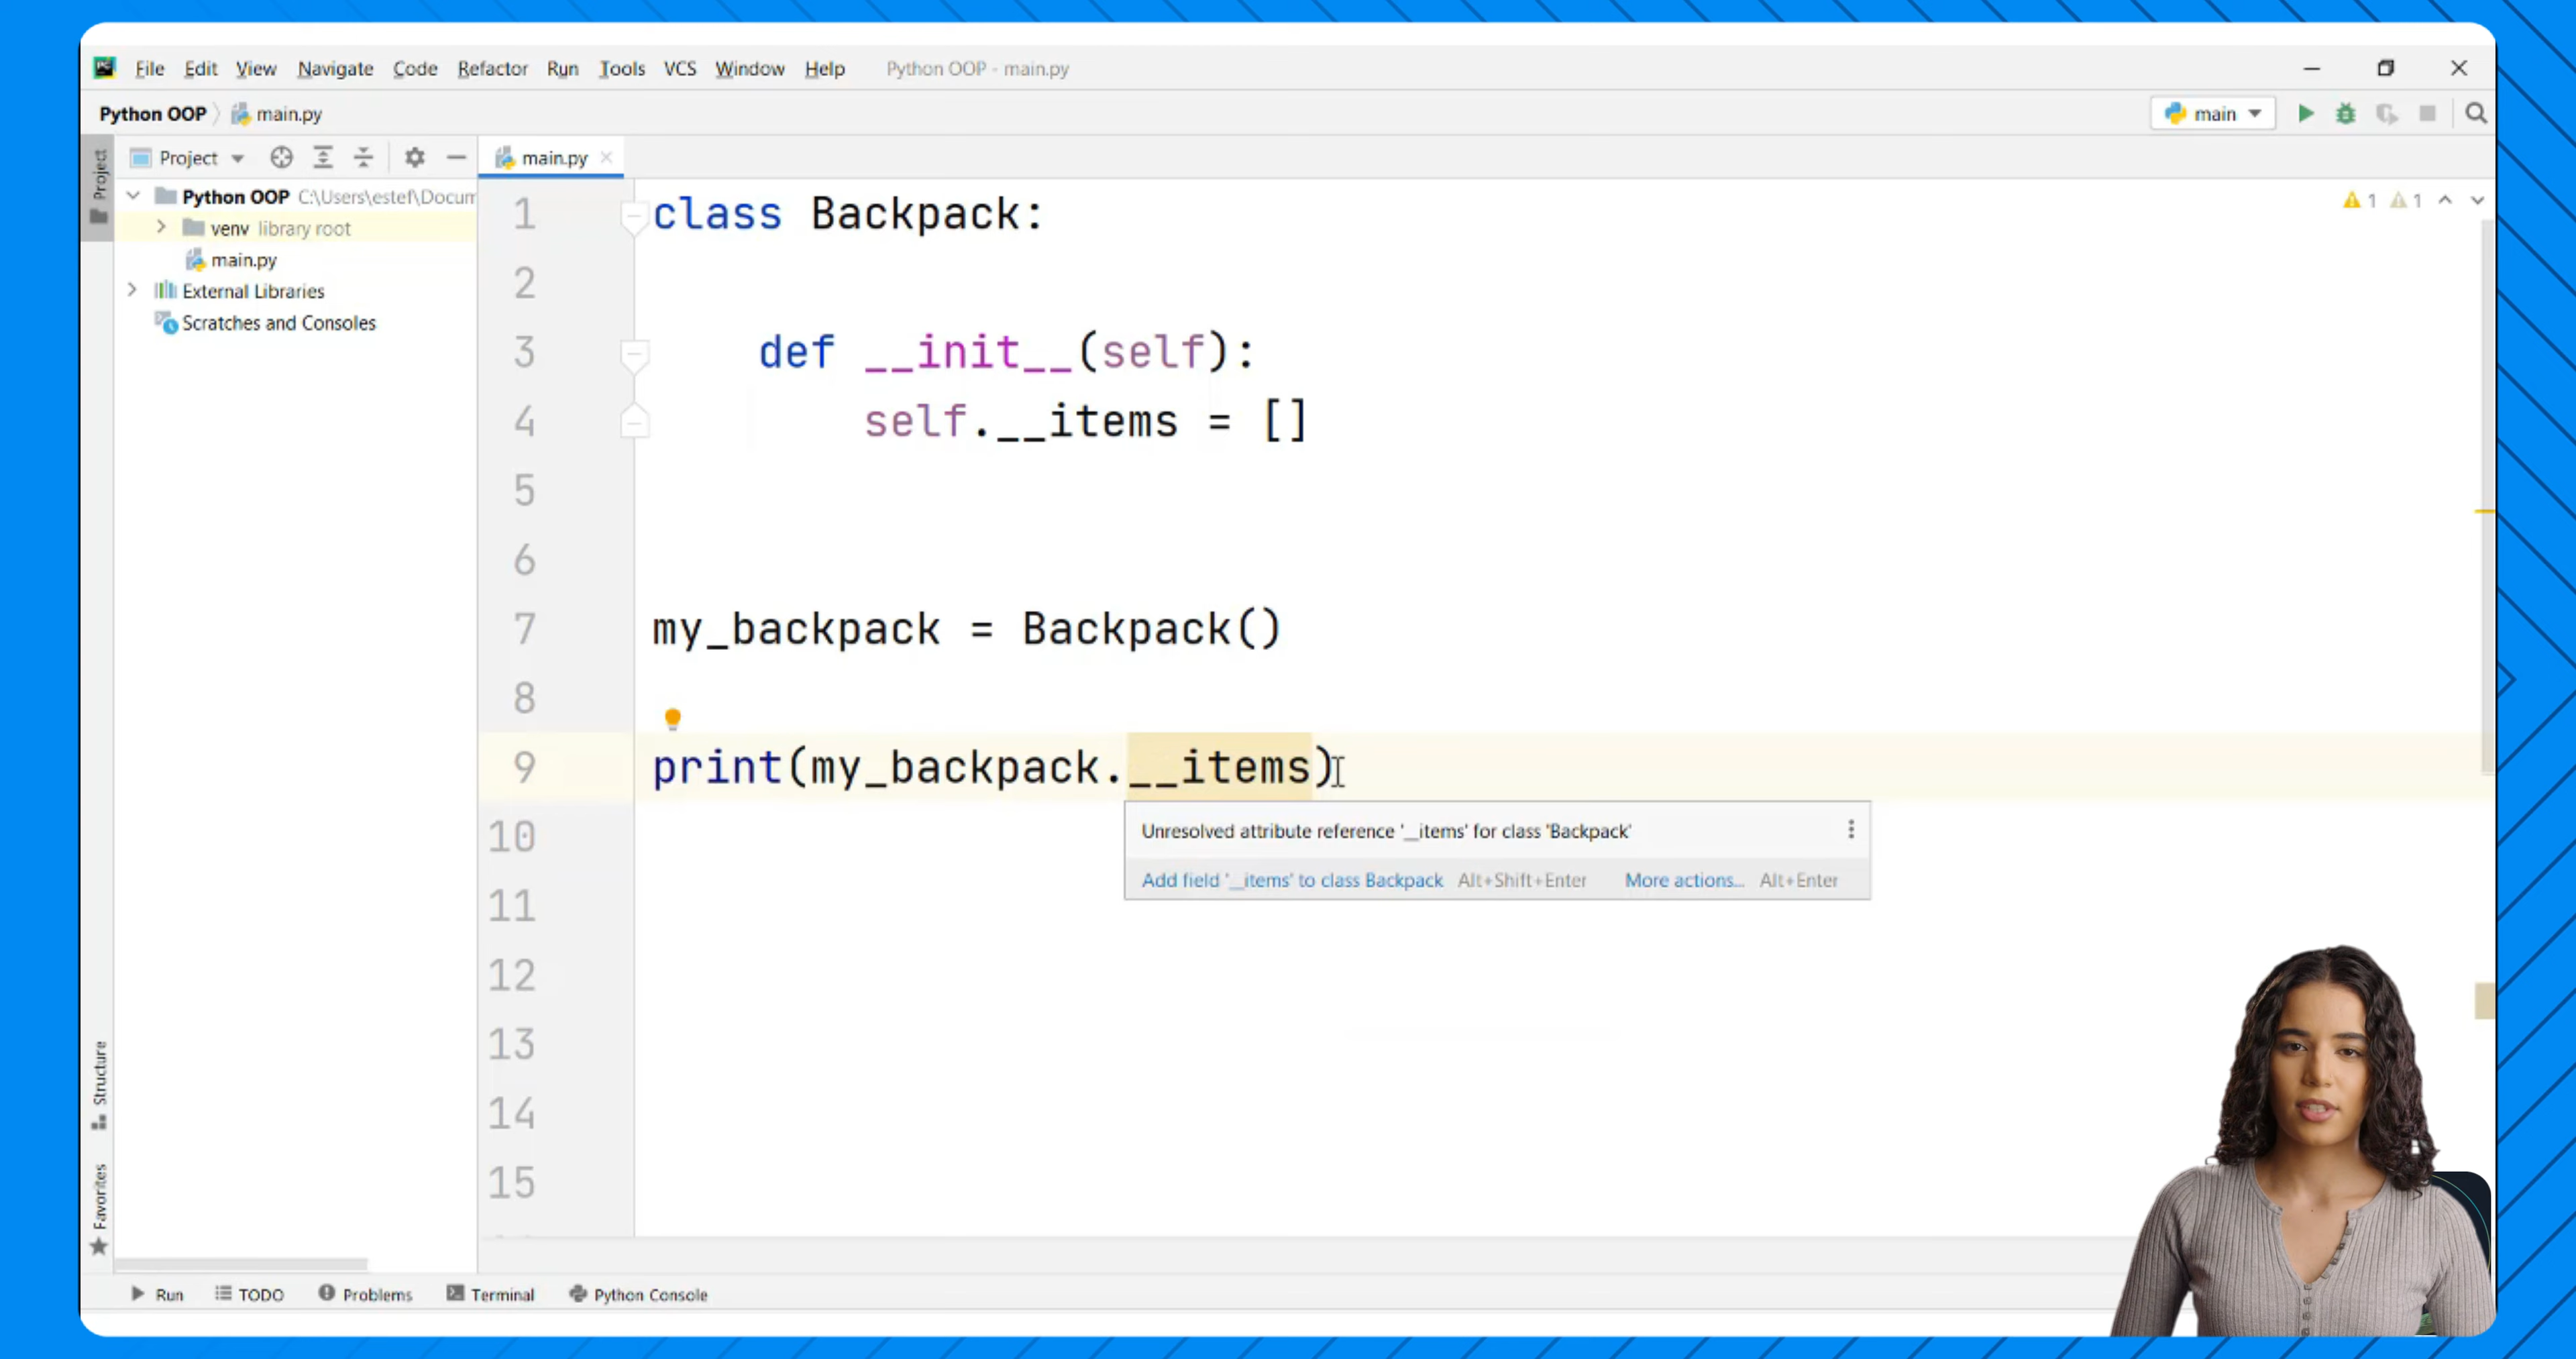 File Edit View Navigate Code Refactor Run Tools VCS Window Help Python OOP - main.py
Python OOP main.py main
Project Project main.py
Python OOP C:\Users\estef\Docum
venv library root
main.py
External Libraries
Scratches and Consoles
1 class Backpack:
2
3 def __init__(self):
4 self.__items = []
5
6
7 my_backpack = Backpack()
8
9 print(my_backpack.__items)
Unresolved attribute reference '__items' for class 'Backpack'
Add field '__items' to class Backpack Alt+Shift+Enter More actions... Alt+Enter
10
11
12
13
14
15
1 1
Structure
Favorites
Run TODO Problems Terminal Python Console